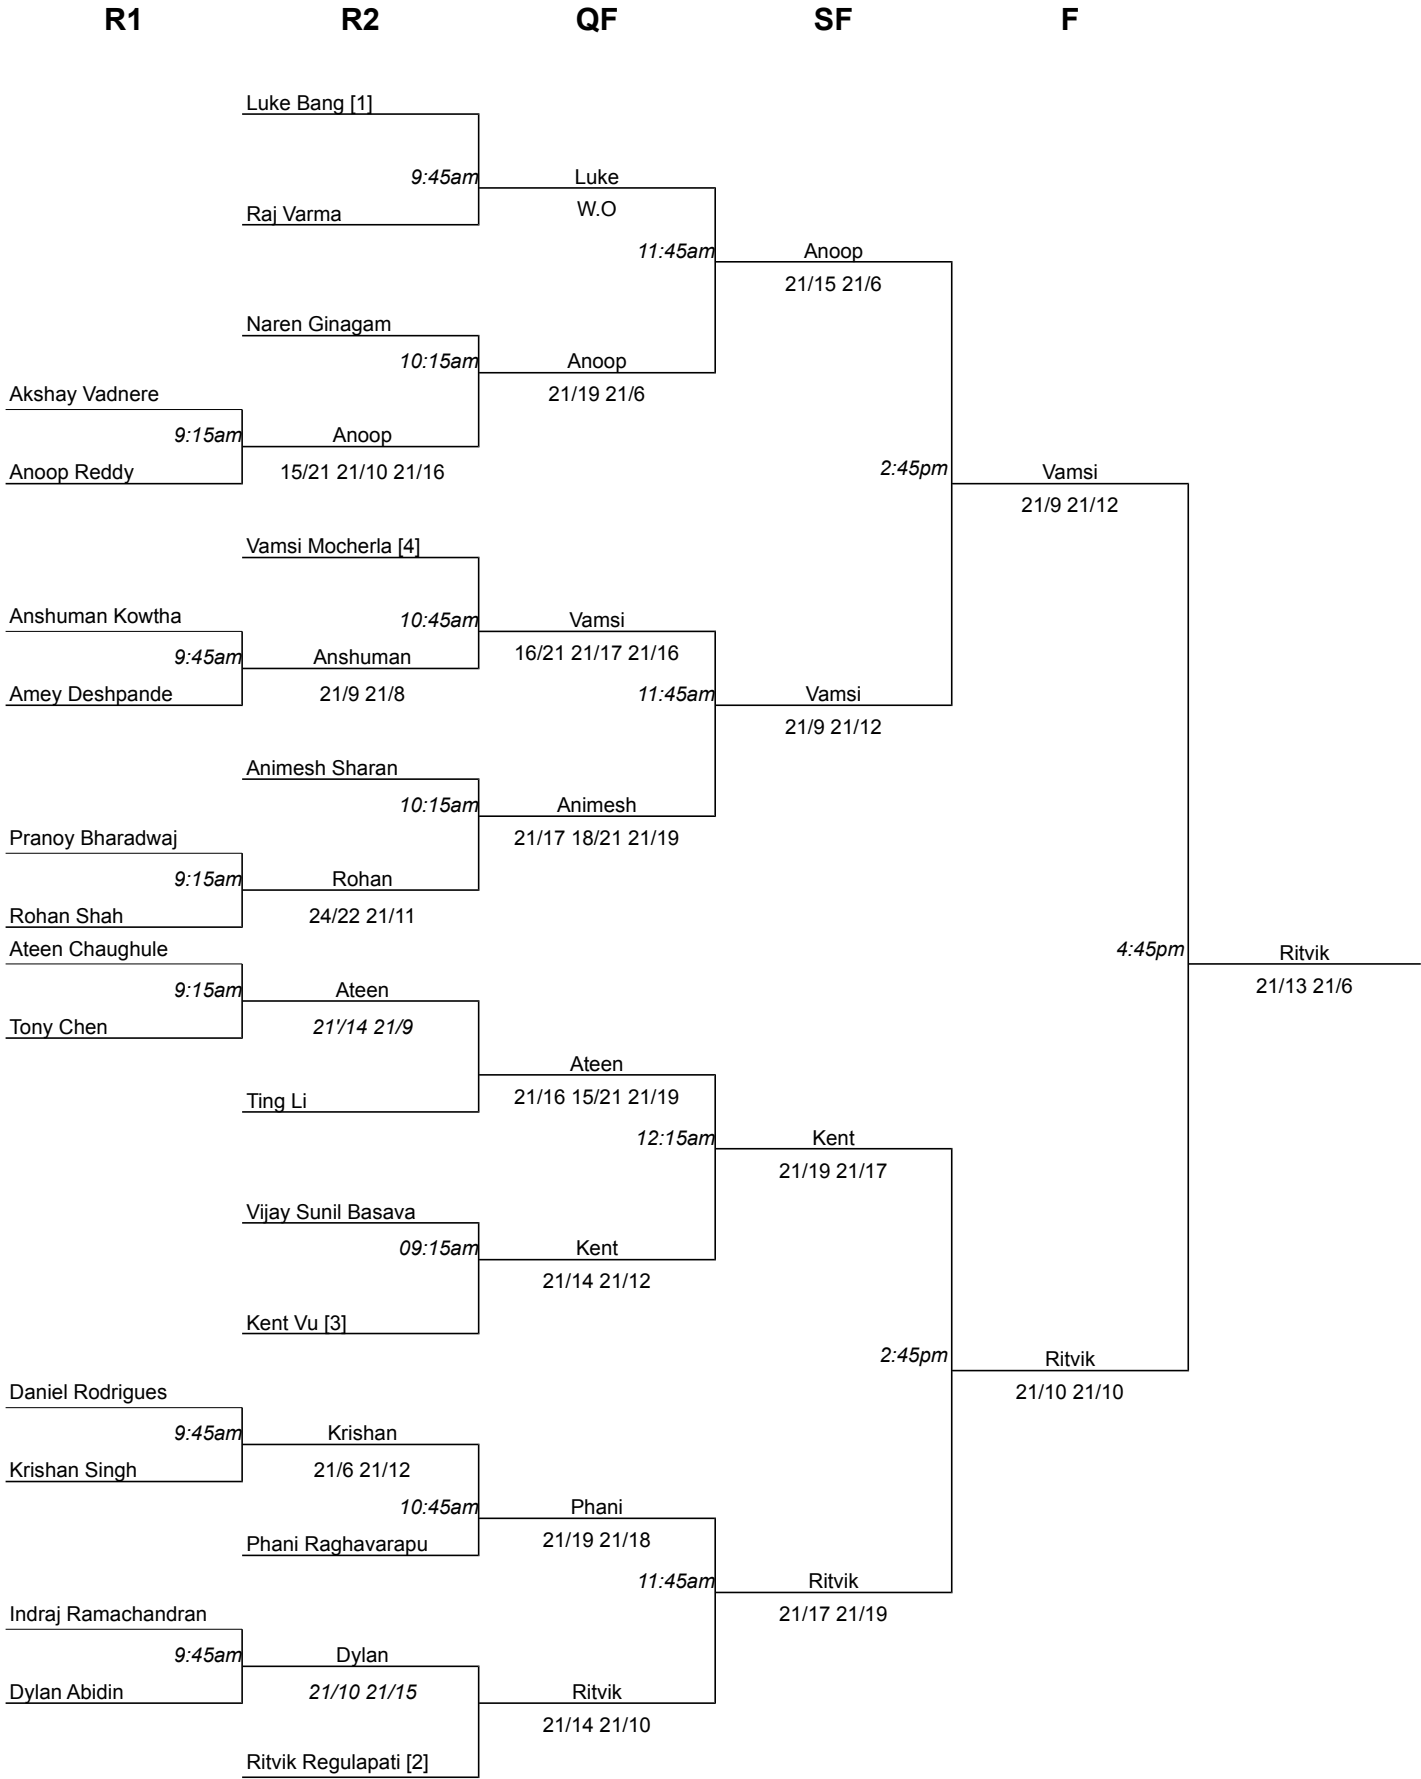 R1 R2 QF SF F
Luke Bang [1]
9:45am Luke
Raj Varma W.O
11:45am Anoop
21/15 21/6
Naren Ginagam
10:15am Anoop
Akshay Vadnere 21/19 21/6
9:15am Anoop
Anoop Reddy 15/21 21/10 21/16
2:45pm Vamsi
21/9 21/12
Vamsi Mocherla [4]
Anshuman Kowtha 10:45am Vamsi
9:45am Anshuman 16/21 21/17 21/16
Amey Deshpande 21/9 21/8 11:45am Vamsi
21/9 21/12
Animesh Sharan
10:15am Animesh
Pranoy Bharadwaj 21/17 18/21 21/19
9:15am Rohan
Rohan Shah 24/22 21/11
Ateen Chaughule 4:45pm Ritvik
9:15am Ateen 21/13 21/6
Tony Chen 21'/14 21/9
Ateen
Ting Li 21/16 15/21 21/19
12:15am Kent
21/19 21/17
Vijay Sunil Basava
09:15am Kent
21/14 21/12
Kent Vu [3]
2:45pm Ritvik
Daniel Rodrigues 21/10 21/10
9:45am Krishan
Krishan Singh 21/6 21/12
10:45am Phani
Phani Raghavarapu 21/19 21/18
11:45am Ritvik
Indraj Ramachandran 21/17 21/19
9:45am Dylan
Dylan Abidin 21/10 21/15 Ritvik
21/14 21/10
Ritvik Regulapati [2]